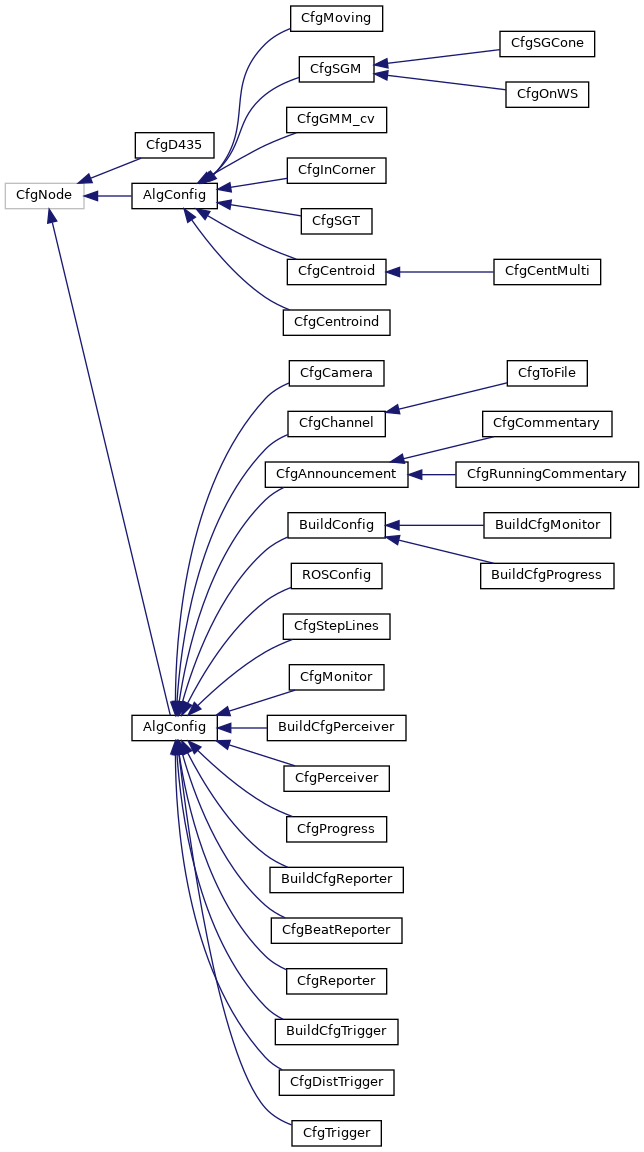 CfgMoving
CfgSGCone
CfgSGM
CfgOnWS
CfgGMM_cv
CfgD435
CfgInCorner
CfgNode
AlgConfig
CfgSGT
CfgCentroid
CfgCentMulti
CfgCentroind
CfgCamera
CfgToFile
CfgChannel
CfgCommentary
CfgAnnouncement
CfgRunningCommentary
BuildConfig
BuildCfgMonitor
ROSConfig
BuildCfgProgress
CfgStepLines
CfgMonitor
AlgConfig
BuildCfgPerceiver
CfgPerceiver
CfgProgress
BuildCfgReporter
CfgBeatReporter
CfgReporter
BuildCfgTrigger
CfgDistTrigger
CfgTrigger